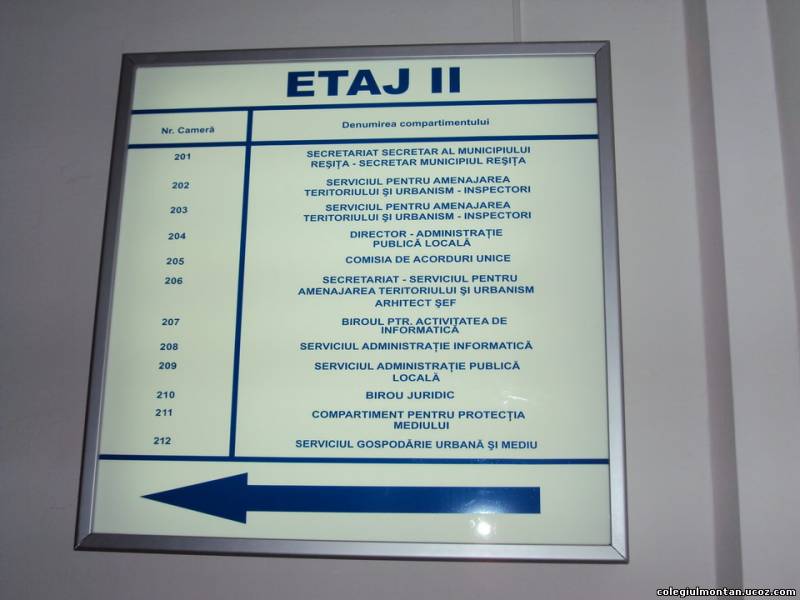 ETAJ II
Nr. Cameră
Denumirea compartimentului
201
SECRETARIAT SECRETAR AL MUNICIPIULUI
REŞIŢA - SECRETAR MUNICIPIUL REŞIŢA
202
SERVICIUL PENTRU AMENAJAREA
TERITORIULUI ŞI URBANISM - INSPECTORI
203
SERVICIUL PENTRU AMENAJAREA
TERITORIULUI ŞI URBANISM - INSPECTORI
204
DIRECTOR - ADMINISTRAŢIE
PUBLICĂ LOCALĂ
205
COMISIA DE ACORDURI UNICE
206
SECRETARIAT - SERVICIUL PENTRU
AMENAJAREA TERITORIULUI ŞI URBANISM
ARHITECT ŞEF
207
BIROUL PTR. ACTIVITATEA DE
INFORMATICĂ
208
SERVICIUL ADMINISTRAŢIE INFORMATICĂ
209
SERVICIUL ADMINISTRAŢIE PUBLICĂ
LOCALĂ
210
BIROU JURIDIC
211
COMPARTIMENT PENTRU PROTECŢIA
MEDIULUI
212
SERVICIUL GOSPODĂRIE URBANĂ ŞI MEDIU
colegiulmontan.ucoz.com